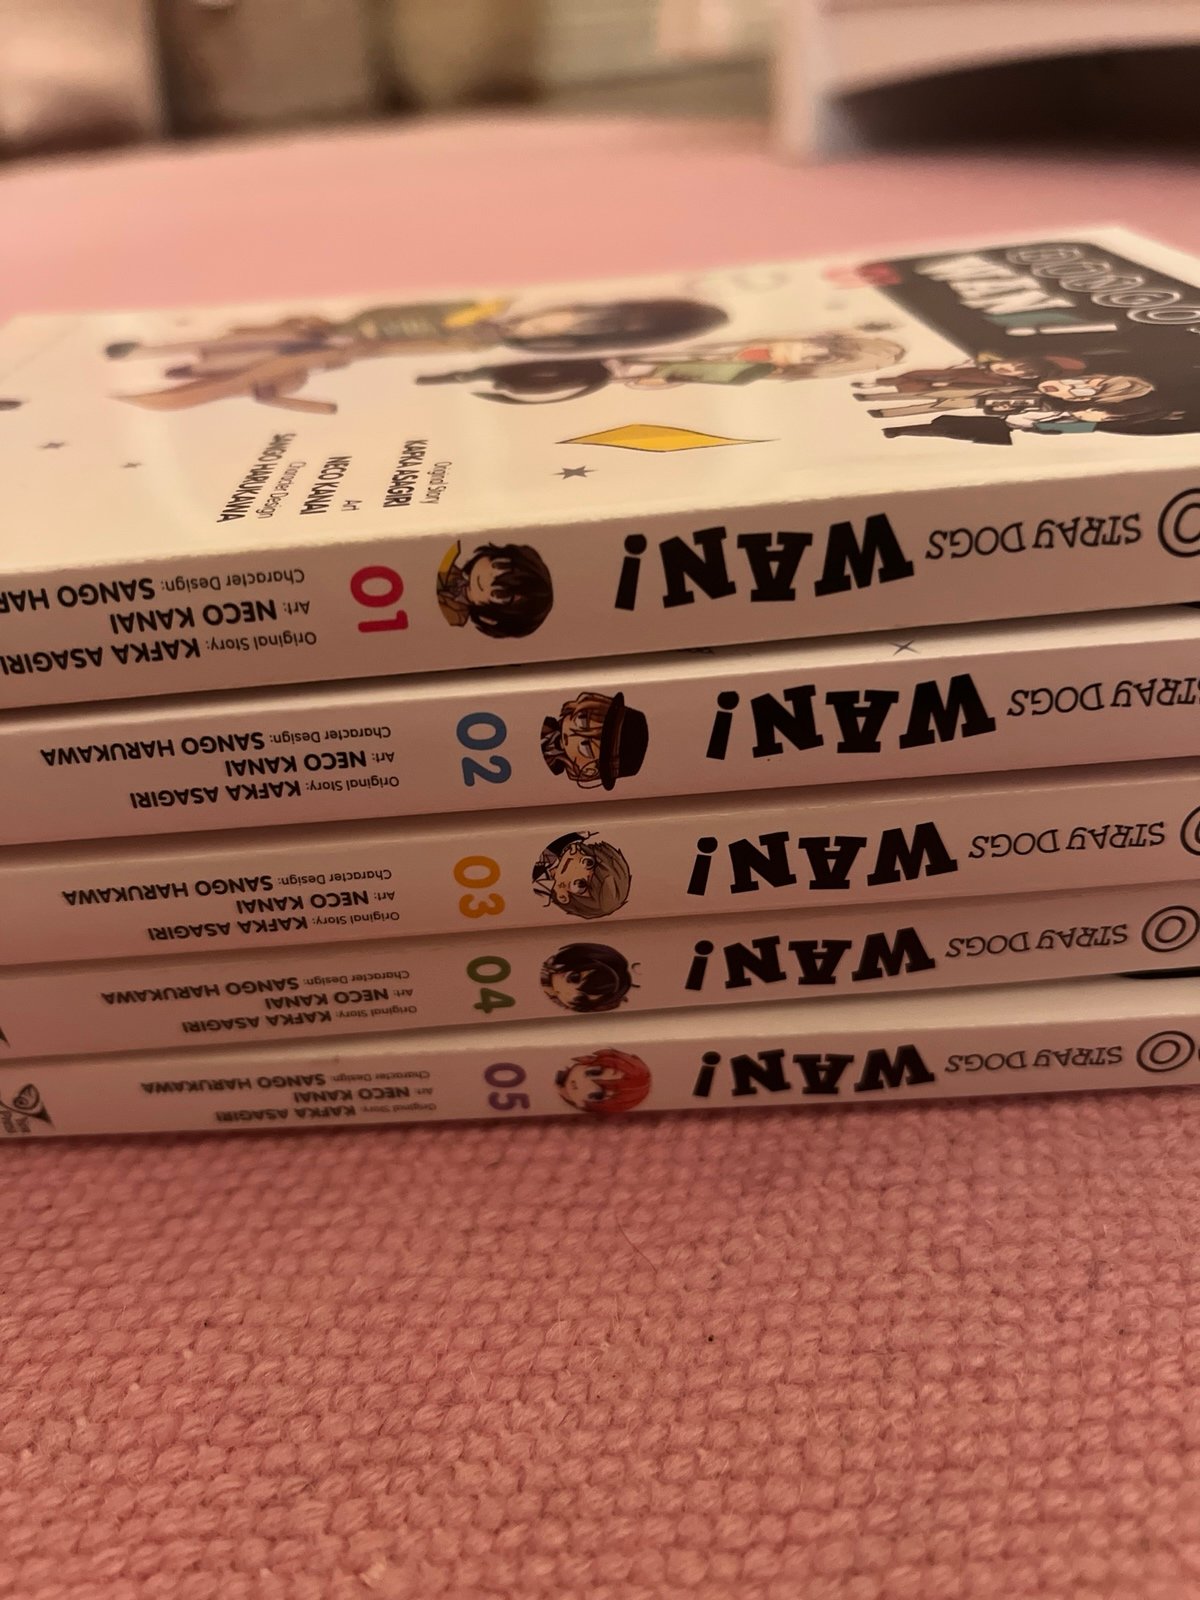 BUNGO
WAN!
Original Story
KAFKA ASAGIRI
Art
NECO KANAI
Character Design
SANGO HARUKAWA
STRAY DOGS WAN! 01
Original Story: KAFKA ASAGIRI
Art: NECO KANAI
Character Design: SANGO HAR
STRAY DOGS WAN! 02
Original Story: KAFKA ASAGIRI
Art: NECO KANAI
Character Design: SANGO HARUKAWA
O STRAY DOGS WAN! 03
Original Story: KAFKA ASAGIRI
Art: NECO KANAI
Character Design: SANGO HARUKAWA
O STRAY DOGS WAN! 04
Original Story: KAFKA ASAGIRI
Art: NECO KANAI
Character Design: SANGO HARUKAWA
O STRAY DOGS WAN! 05
Original Story: KAFKA ASAGIRI
Art: NECO KANAI
Character Design: SANGO HARUKAWA